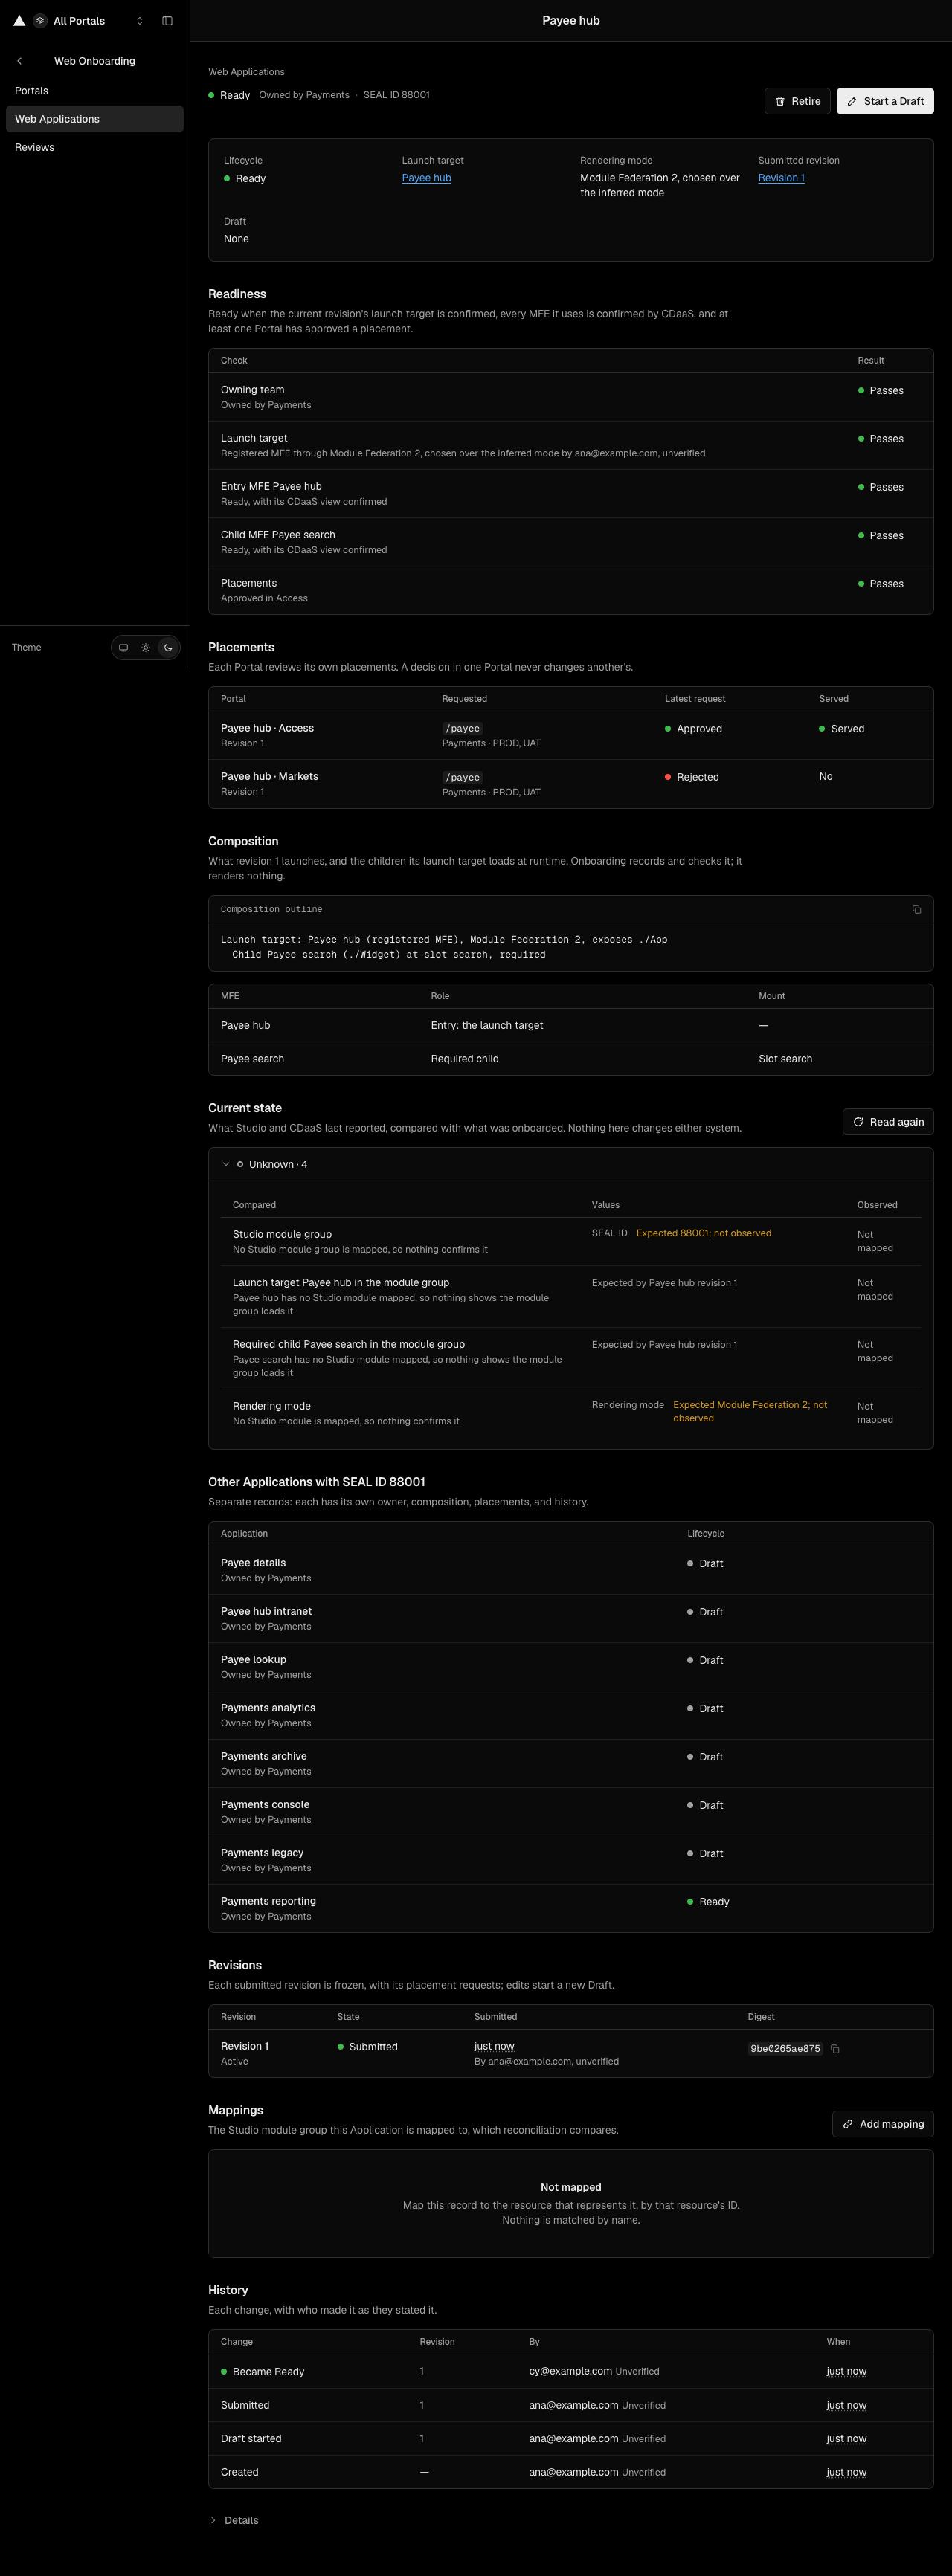 All Portals
Payee hub
Web Onboarding
Portals
Web Applications
Reviews
Theme
Web Applications
Ready Owned by Payments · SEAL ID 88001
Retire
Start a Draft
Lifecycle
Ready
Launch target
Payee hub
Rendering mode
Module Federation 2, chosen over
the inferred mode
Submitted revision
Revision 1
Draft
None
Readiness
Ready when the current revision's launch target is confirmed, every MFE it uses is confirmed by CDaaS, and at
least one Portal has approved a placement.
Check Result
Owning team Passes
Owned by Payments
Launch target Passes
Registered MFE through Module Federation 2, chosen over the inferred mode by ana@example.com, unverified
Entry MFE Payee hub Passes
Ready, with its CDaaS view confirmed
Child MFE Payee search Passes
Ready, with its CDaaS view confirmed
Placements Passes
Approved in Access
Placements
Each Portal reviews its own placements. A decision in one Portal never changes another's.
Portal Requested Latest request Served
Payee hub · Access /payee Approved Served
Revision 1 Payments · PROD, UAT
Payee hub · Markets /payee Rejected No
Revision 1 Payments · PROD, UAT
Composition
What revision 1 launches, and the children its launch target loads at runtime. Onboarding records and checks it; it
renders nothing.
Composition outline
Launch target: Payee hub (registered MFE), Module Federation 2, exposes ./App
Child Payee search (./Widget) at slot search, required
MFE Role Mount
Payee hub Entry: the launch target —
Payee search Required child Slot search
Current state
What Studio and CDaaS last reported, compared with what was onboarded. Nothing here changes either system.
Read again
Unknown · 4
Compared Values Observed
Studio module group
No Studio module group is mapped, so nothing confirms it
SEAL ID Expected 88001; not observed
Not
mapped
Launch target Payee hub in the module group
Payee hub has no Studio module mapped, so nothing shows the module
group loads it
Expected by Payee hub revision 1
Not
mapped
Required child Payee search in the module group
Payee search has no Studio module mapped, so nothing shows the module
group loads it
Expected by Payee hub revision 1
Not
mapped
Rendering mode
No Studio module is mapped, so nothing confirms it
Rendering mode Expected Module Federation 2; not
observed
Not
mapped
Other Applications with SEAL ID 88001
Separate records: each has its own owner, composition, placements, and history.
Application Lifecycle
Payee details Draft
Owned by Payments
Payee hub intranet Draft
Owned by Payments
Payee lookup Draft
Owned by Payments
Payments analytics Draft
Owned by Payments
Payments archive Draft
Owned by Payments
Payments console Draft
Owned by Payments
Payments legacy Draft
Owned by Payments
Payments reporting Ready
Owned by Payments
Revisions
Each submitted revision is frozen, with its placement requests; edits start a new Draft.
Revision State Submitted Digest
Revision 1 Submitted just now 9be0265ae875
Active By ana@example.com, unverified
Mappings
The Studio module group this Application is mapped to, which reconciliation compares.
Add mapping
Not mapped
Map this record to the resource that represents it, by that resource's ID.
Nothing is matched by name.
History
Each change, with who made it as they stated it.
Change Revision By When
Became Ready 1 cy@example.com Unverified just now
Submitted 1 ana@example.com Unverified just now
Draft started 1 ana@example.com Unverified just now
Created — ana@example.com Unverified just now
Details